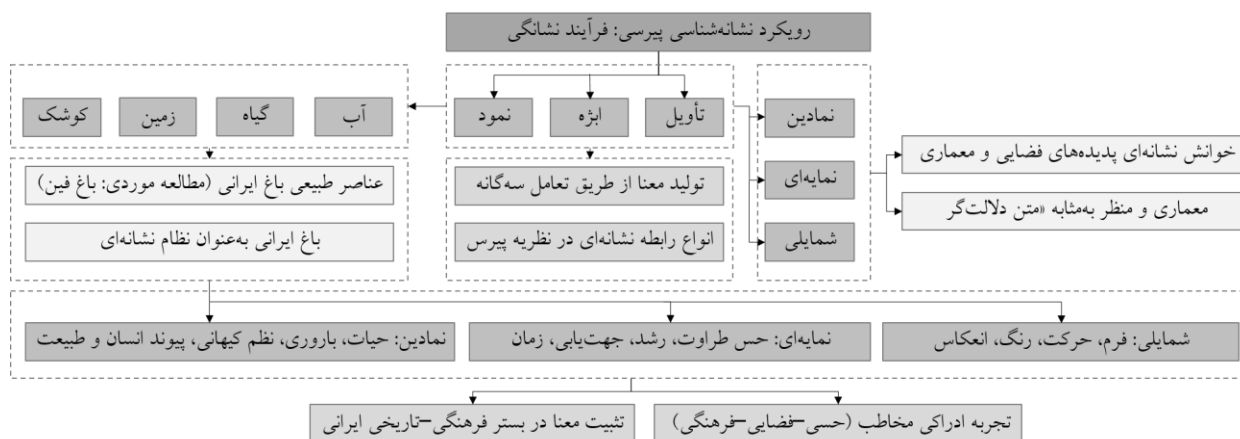 رویکرد نشانه‌شناسی پیرسی: فرآیند نشانگی
تأویل
ابژه
نمود
نمادین
نمایه‌ای
شمایلی
آب
گیاه
زمین
کوشک
خوانش نشانه‌ای پدیده‌های فضایی و معماری
معماری و منظر به‌مثابه «متن دلالت‌گر
تولید معنا از طریق تعامل سه‌گانه
انواع رابطه نشانه‌ای در نظریه پیرس
عناصر طبیعی باغ ایرانی (مطالعه موردی: باغ فین)
باغ ایرانی به‌عنوان نظام نشانه‌ای
شمایلی: فرم، حرکت، رنگ، انعکاس
نمایه‌ای: حس طراوت، رشد، جهت‌یابی، زمان
نمادین: حیات، باروری، نظم کیهانی، پیوند انسان و طبیعت
تجربه ادراکی مخاطب (حسی–فضایی–فرهنگی)
تثبیت معنا در بستر فرهنگی–تاریخی ایرانی